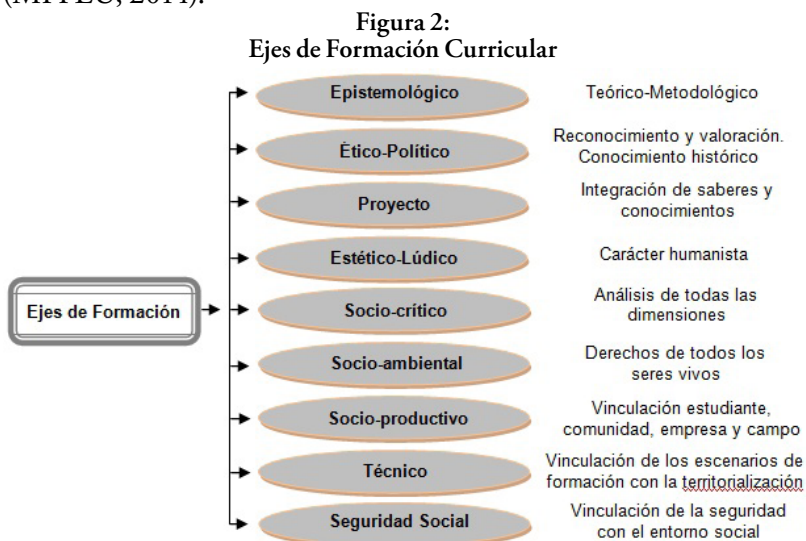 (MPPEU, 2014).
Figura 2:
Ejes de Formación Curricular
Epistemológico
Teórico-Metodológico
Ètico-Político
Reconocimiento y valoración.
Conocimiento histórico
Proyecto
Integración de saberes y
conocimientos
Estético-Lúdico
Carácter humanista
Ejes de Formación
Socio-crítico
Análisis de todas las
dimensiones
Socio-ambiental
Derechos de todos los
seres vivos
Socio-productivo
Vinculación estudiante,
comunidad, empresa y campo
Técnico
Vinculación de los escenarios de
formación con la territorialización
Seguridad Social
Vinculación de la seguridad
con el entorno social